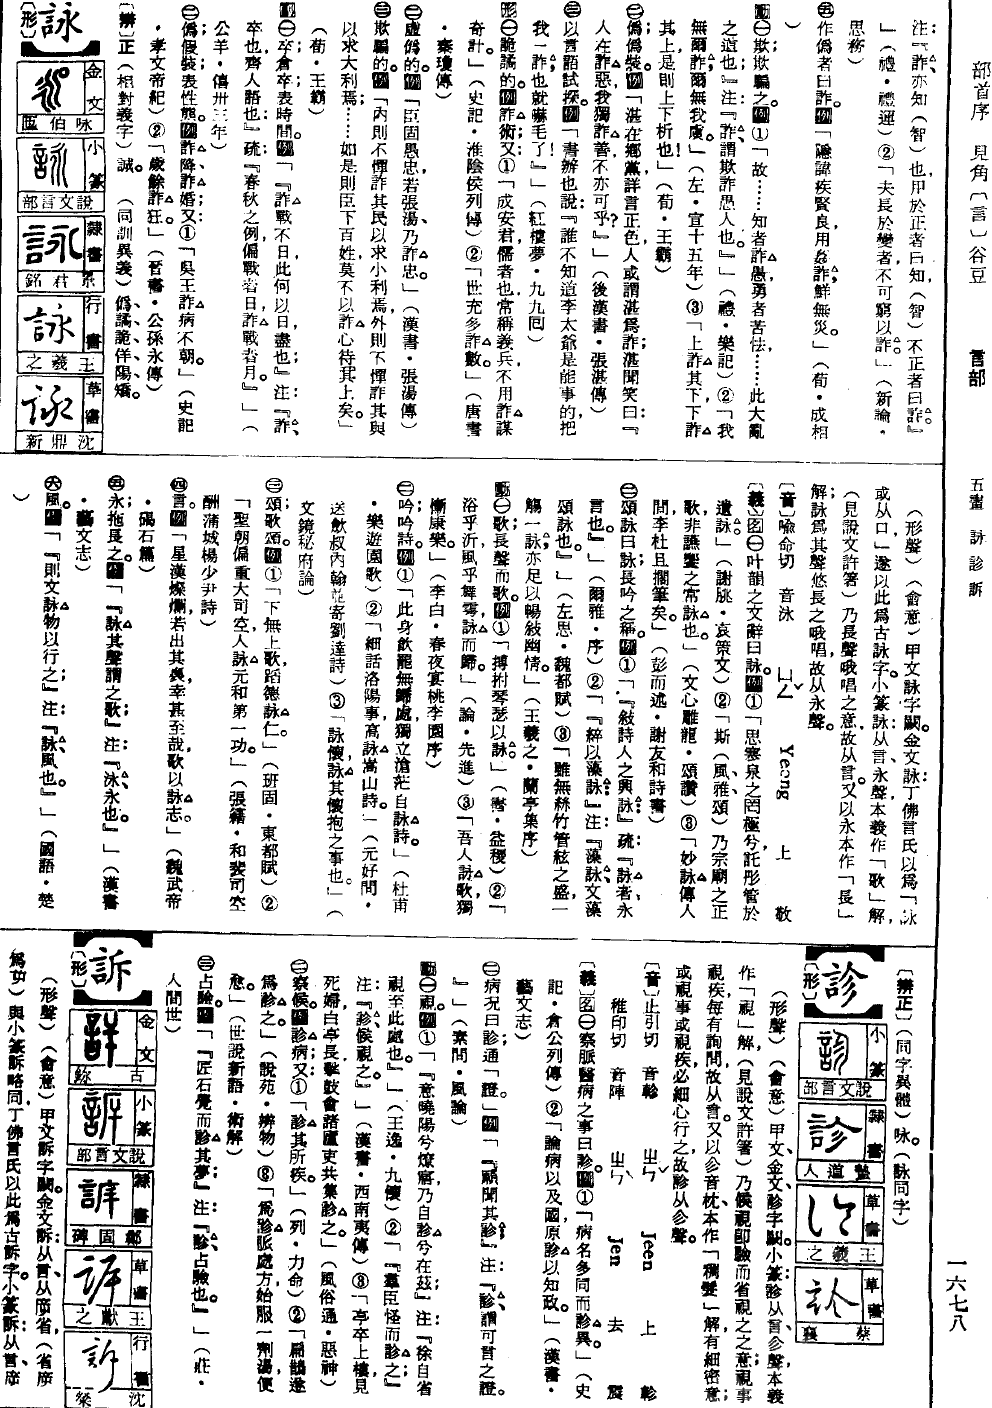 部首序　見角（言）谷豆　言部　五畫　詠診訴　一六七八
注：『詐亦知（智）也，用於正者曰知（智），不正者曰詐。』
」（禮・禮運）②「夫長於變者，不可窮以詐。」（新論・
思務）
㊄作僞者曰詐。例「隱諱疾賢，良用姦詐，鮮無災。」（荀・成相
）
動㊀欺；欺騙之。例①「故……知者詐愚，勇者苦怯，……此大亂
之道也。』注：『詐，謂欺詐愚人也。』」（禮・樂記）②「我
無爾詐，爾無我虞。」（左・宣十五年）③「上詐其下，下詐
其上，是則上下析也！」（荀・王霸）
㊁僞；僞裝。例「湛在鄉黨，詳言正色，人或謂湛爲詐，湛聞笑曰：『
人在詐惡，我獨詐善，不亦可乎？』」（後漢書・張湛傳）
㊂以言語試探。例「書辦也說：『誰不知道李太爺是能事的，把
我一詐，也就嚇毛了！』」（紅樓夢・九九回）
形㊀詭譎的。例詐術。又①「成安君，儒者也，常稱義兵，不用詐謀
奇計。」（史記・淮陰侯列傳）②「世充多詐數。」（唐書
・秦瓊傳）
㊁虛僞的。例「臣固愚忠，若張湯，乃詐忠。」（漢書・張湯傳）
㊂欺騙的。例「內則不憚詐其民以求小利焉，外則不憚詐其與
以求大利焉；……如是，則臣下百姓莫不以詐心待其上矣。」
（荀・王霸）
副㊀卒；倉卒；表時間。例「『詐戰不日，此何以日？盡也。』注：『詐，
卒也，齊人語也。』疏：『春秋之例，偏戰者日，詐戰者月。』」（
公羊・僖卅三年）
㊁僞；假裝；表性態。例詐降、詐婚。又①「吳王詐病不朝。」（史記
・孝文帝紀）②「歲餘，詐狂。」（晉書・公孫永傳）
〔辨正〕（相對義字）誠。（同訓異義）僞、譎、詭、佯、陽、矯。
詠
〔形〕
金文　咏伯匜
小篆　說文言部
隸書　景君銘
行書　王羲之
草書　沈鼎新
（形聲）（會意）甲文詠字闕。金文詠：丁佛言氏以爲「詠
或从口」，遂以此爲古詠字。小篆詠：从言，永聲，本義作「歌」解，
（見說文許箸）乃長聲哦唱之意，故从言。又以永本作「長」
解，詠爲其聲悠長之哦唱，故从永聲。
〔音〕喻命切　音泳　ㄩㄥˇ　Yeong　上　敬
〔義〕名㊀叶韻之文辭曰詠。例①「思寒泉之罔極兮，託彤管於
遺詠。」（謝朓・哀策文）②「斯（風雅頌）乃宗廟之正
歌，非讌饗之常詠也。」（文心雕龍・頌讚）③「妙詠傳人
間，李杜且擱筆矣。」（彭而述・謝友和詩書）
㊁頌詠曰詠；長吟之稱。例①「『敍詩人之興詠。』疏：『詠者，永
言也。』」（爾雅・序）②「『綷以藻詠。』注：『藻詠，文藻
頌詠也。』」（左思・魏都賦）③「雖無絲竹管絃之盛，一
觴一詠，亦足以暢敍幽情。」（王羲之・蘭亭集序）
動㊀歌；長聲而歌。例①「搏拊琴瑟以詠。」（書・益稷）②「
浴乎沂，風乎舞雩，詠而歸。」（論・先進）③「吾人詠歌，獨
慚康樂。」（李白・春夜宴桃李園序）
㊁吟；吟詩。例①「此身飲罷無歸處，獨立滄茫自詠詩。」（杜甫
・樂遊園歌）②「細話洛陽事，高詠嵩山詩。」（元好問・
送欽叔內翰並寄劉達詩）③「詠懷，詠其懷抱之事也。」（
文鏡秘府論）
㊂頌；歌頌。例①「下無上歌，蹈德詠仁。」（班固・東都賦）②
「聖朝偏重大司空，人詠元和第一功。」（張籍・和裴司空
酬蒲城楊少尹詩）
㊃言。例「星漢燦爛，若出其裏，幸甚至哉，歌以詠志。」（魏武帝
・碣石篇）
㊄永；拖長之。例「『詠其聲謂之歌。』注：『詠，永也。』」（漢書
・藝文志）
㊅風。例「『則文詠物以行之。』注：『詠，風也。』」（國語・楚
）
〔辨正〕（同字異體）咏。（詠同字）
診
〔形〕
小篆　說文言部
隸書　盤道人
草書　王羲之
草書　蔡襄
（形聲）（會意）甲文、金文診字闕。小篆診：从言，㐱聲，本義
作「視」解，（見說文許箸）乃候視卽驗而省視之之意；視事
視疾每有詢問，故从言。又以㐱音枕，本作「稠髮」解，有細密意；
或視事或視疾必細心行之，故診从㐱聲。
〔音〕止引切　音軫　ㄓㄣˇ　Jeen　上　軫
稚印切　音陣　ㄓㄣˋ　Jen　去　震
〔義〕名㊀察脈醫病之事曰診。例①「病名多同而診異。」（史
記・倉公列傳）②「論病以及國，原診以知政。」（漢書・
藝文志）
㊁病況曰診；通「證」。例「『願聞其診。』注：『診，謂可言之證。
』」（素問・風論）
動㊀視。例①「『意曉陽兮燎寤，乃自診兮在茲。』注：『徐自省
視至此處也。』」（王逸・九懷）②「『羣臣怪而診之。』
注：『診，候視之。』」（漢書・西南夷傳）③「亭卒上樓，見
死婦，白亭長，擊鼓會諸廬吏，共集診之。」（風俗通・惡神）
㊁察候。例診病。又①「診其所疾。」（列・力命）②「扁鵲遂
爲診之。」（說苑・辨物）③「爲診脈處方，始服一劑湯便
愈。」（世說新語・術解）
㊂占驗。例「『匠石覺而診其夢。』注：『診，占驗也。』」（莊・
人間世）
訴
〔形〕
金文　古鉥
小篆　說文言部
隸書　鄭固碑
草書　王獻之
行書　沈粲
（形聲）（會意）甲文訴字闕。金文訴：从言，从㡿省，（省㡿
爲屰）與小篆訴略同，丁佛言氏以此爲古訴字。小篆訴：从言，㡿